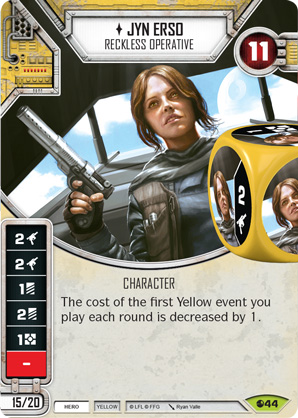 JYN ERSO
RECKLESS OPERATIVE
11
2
2
2
1
2
1
-
CHARACTER
The cost of the first Yellow event you
play each round is decreased by 1.
15/20
HERO
YELLOW
© LFL © FFG
Ryan Valle
44